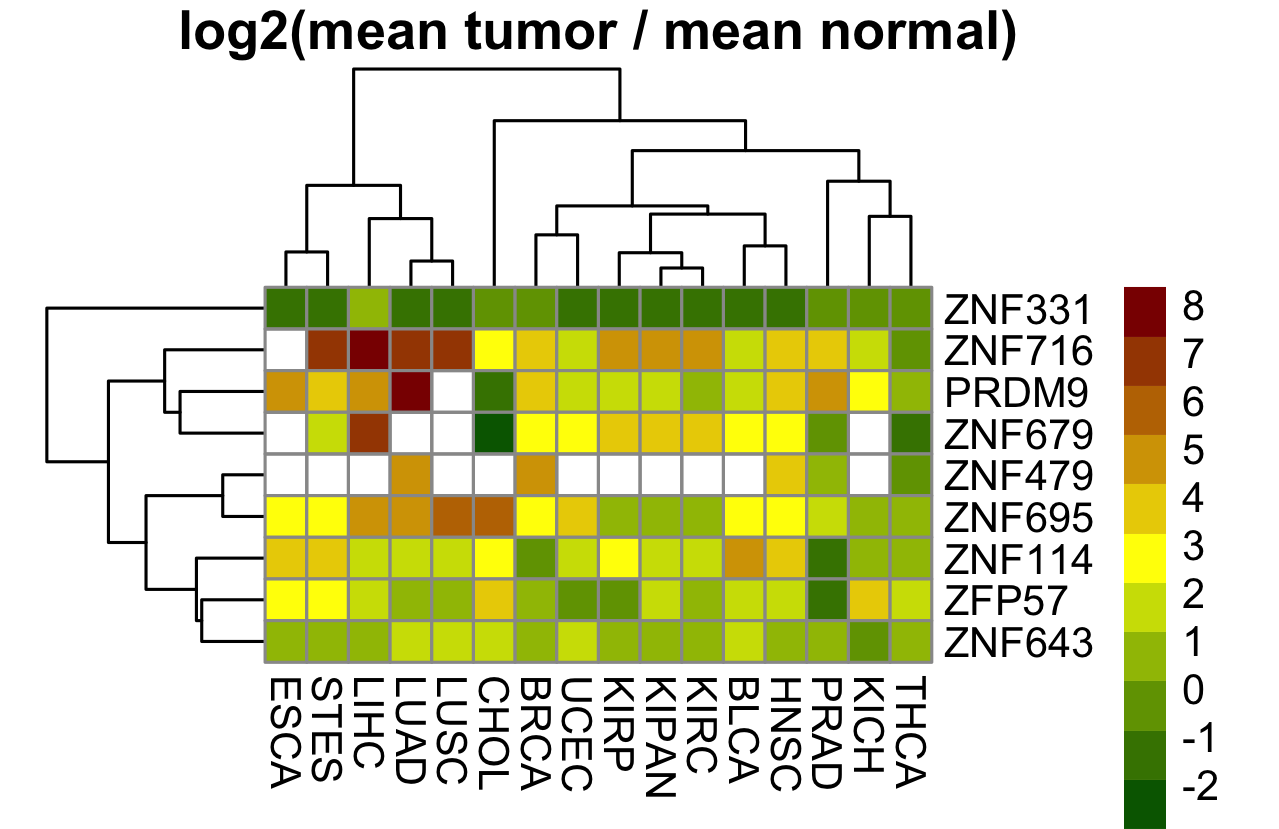 log2(mean tumor / mean normal)
ZNF331
ZNF716
PRDM9
ZNF679
ZNF479
ZNF695
ZNF114
ZFP57
ZNF643
8
7
6
5
4
3
2
1
0
-1
-2
ESCA
STES
LIHC
LUAD
LUSC
CHOL
BRCA
UCEC
KIRP
KIPAN
KIRC
BLCA
HNSC
PRAD
KICH
THCA